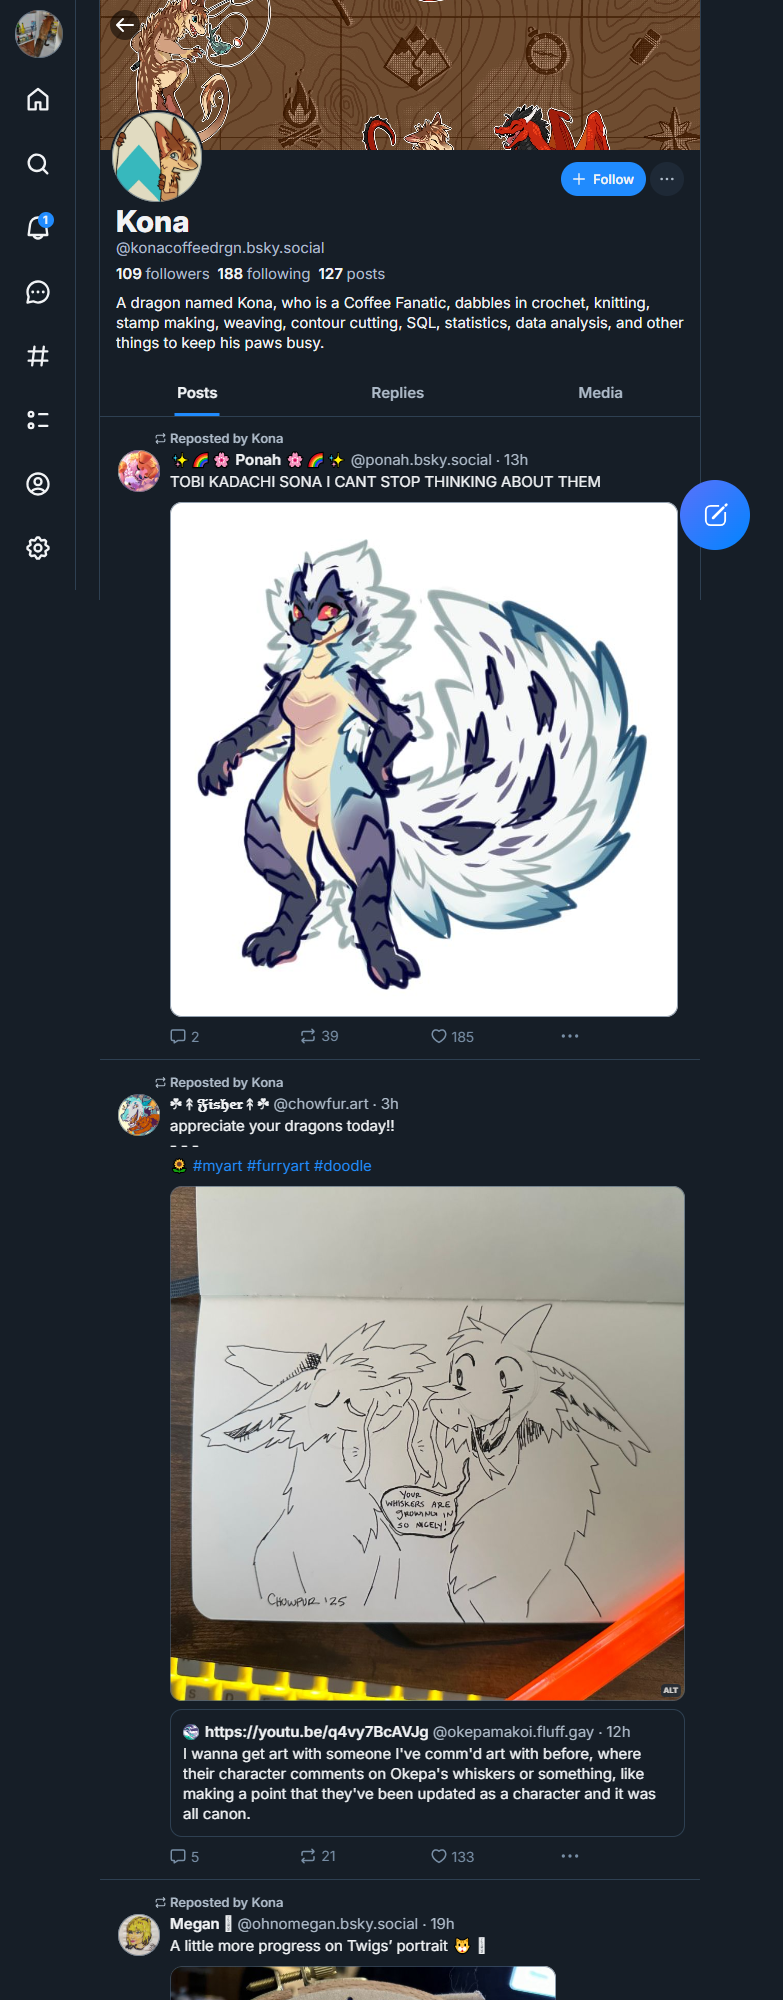 1
Follow
Kona
@konacoffeedrgn.bsky.social
109 followers 188 following 127 posts
A dragon named Kona, who is a Coffee Fanatic, dabbles in crochet, knitting,
stamp making, weaving, contour cutting, SQL, statistics, data analysis, and other
things to keep his paws busy.
Posts Replies Media
Reposted by Kona
✨ 🌈 🌸 Ponah 🌸 🌈 ✨ @ponah.bsky.social · 13h
TOBI KADACHI SONA I CANT STOP THINKING ABOUT THEM
2 39 185
Reposted by Kona
☘↟𝕱𝖎𝖘𝖍𝖊𝖗↟☘ @chowfur.art · 3h
appreciate your dragons today!!
- - -
🌻 #myart #furryart #doodle
YOUR
WHISKERS ARE
GROWING IN
SO NICELY!
CHOWFUR '25
ALT
https://youtu.be/q4vy7BcAVJg @okepamakoi.fluff.gay · 12h
I wanna get art with someone I've comm'd art with before, where
their character comments on Okepa's whiskers or something, like
making a point that they've been updated as a character and it was
all canon.
5 21 133
Reposted by Kona
Megan @ohnomegan.bsky.social · 19h
A little more progress on Twigs’ portrait 🐱